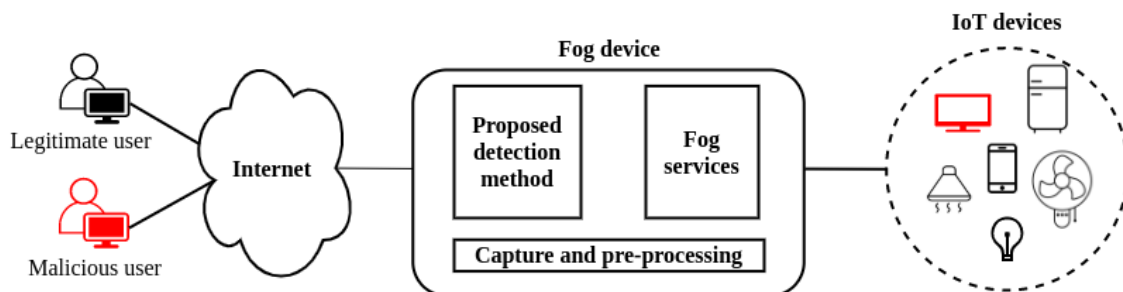 IoT devices
Fog device
Legitimate user
Internet
Proposed
detection
method
Fog
services
Malicious user
Capture and pre-processing